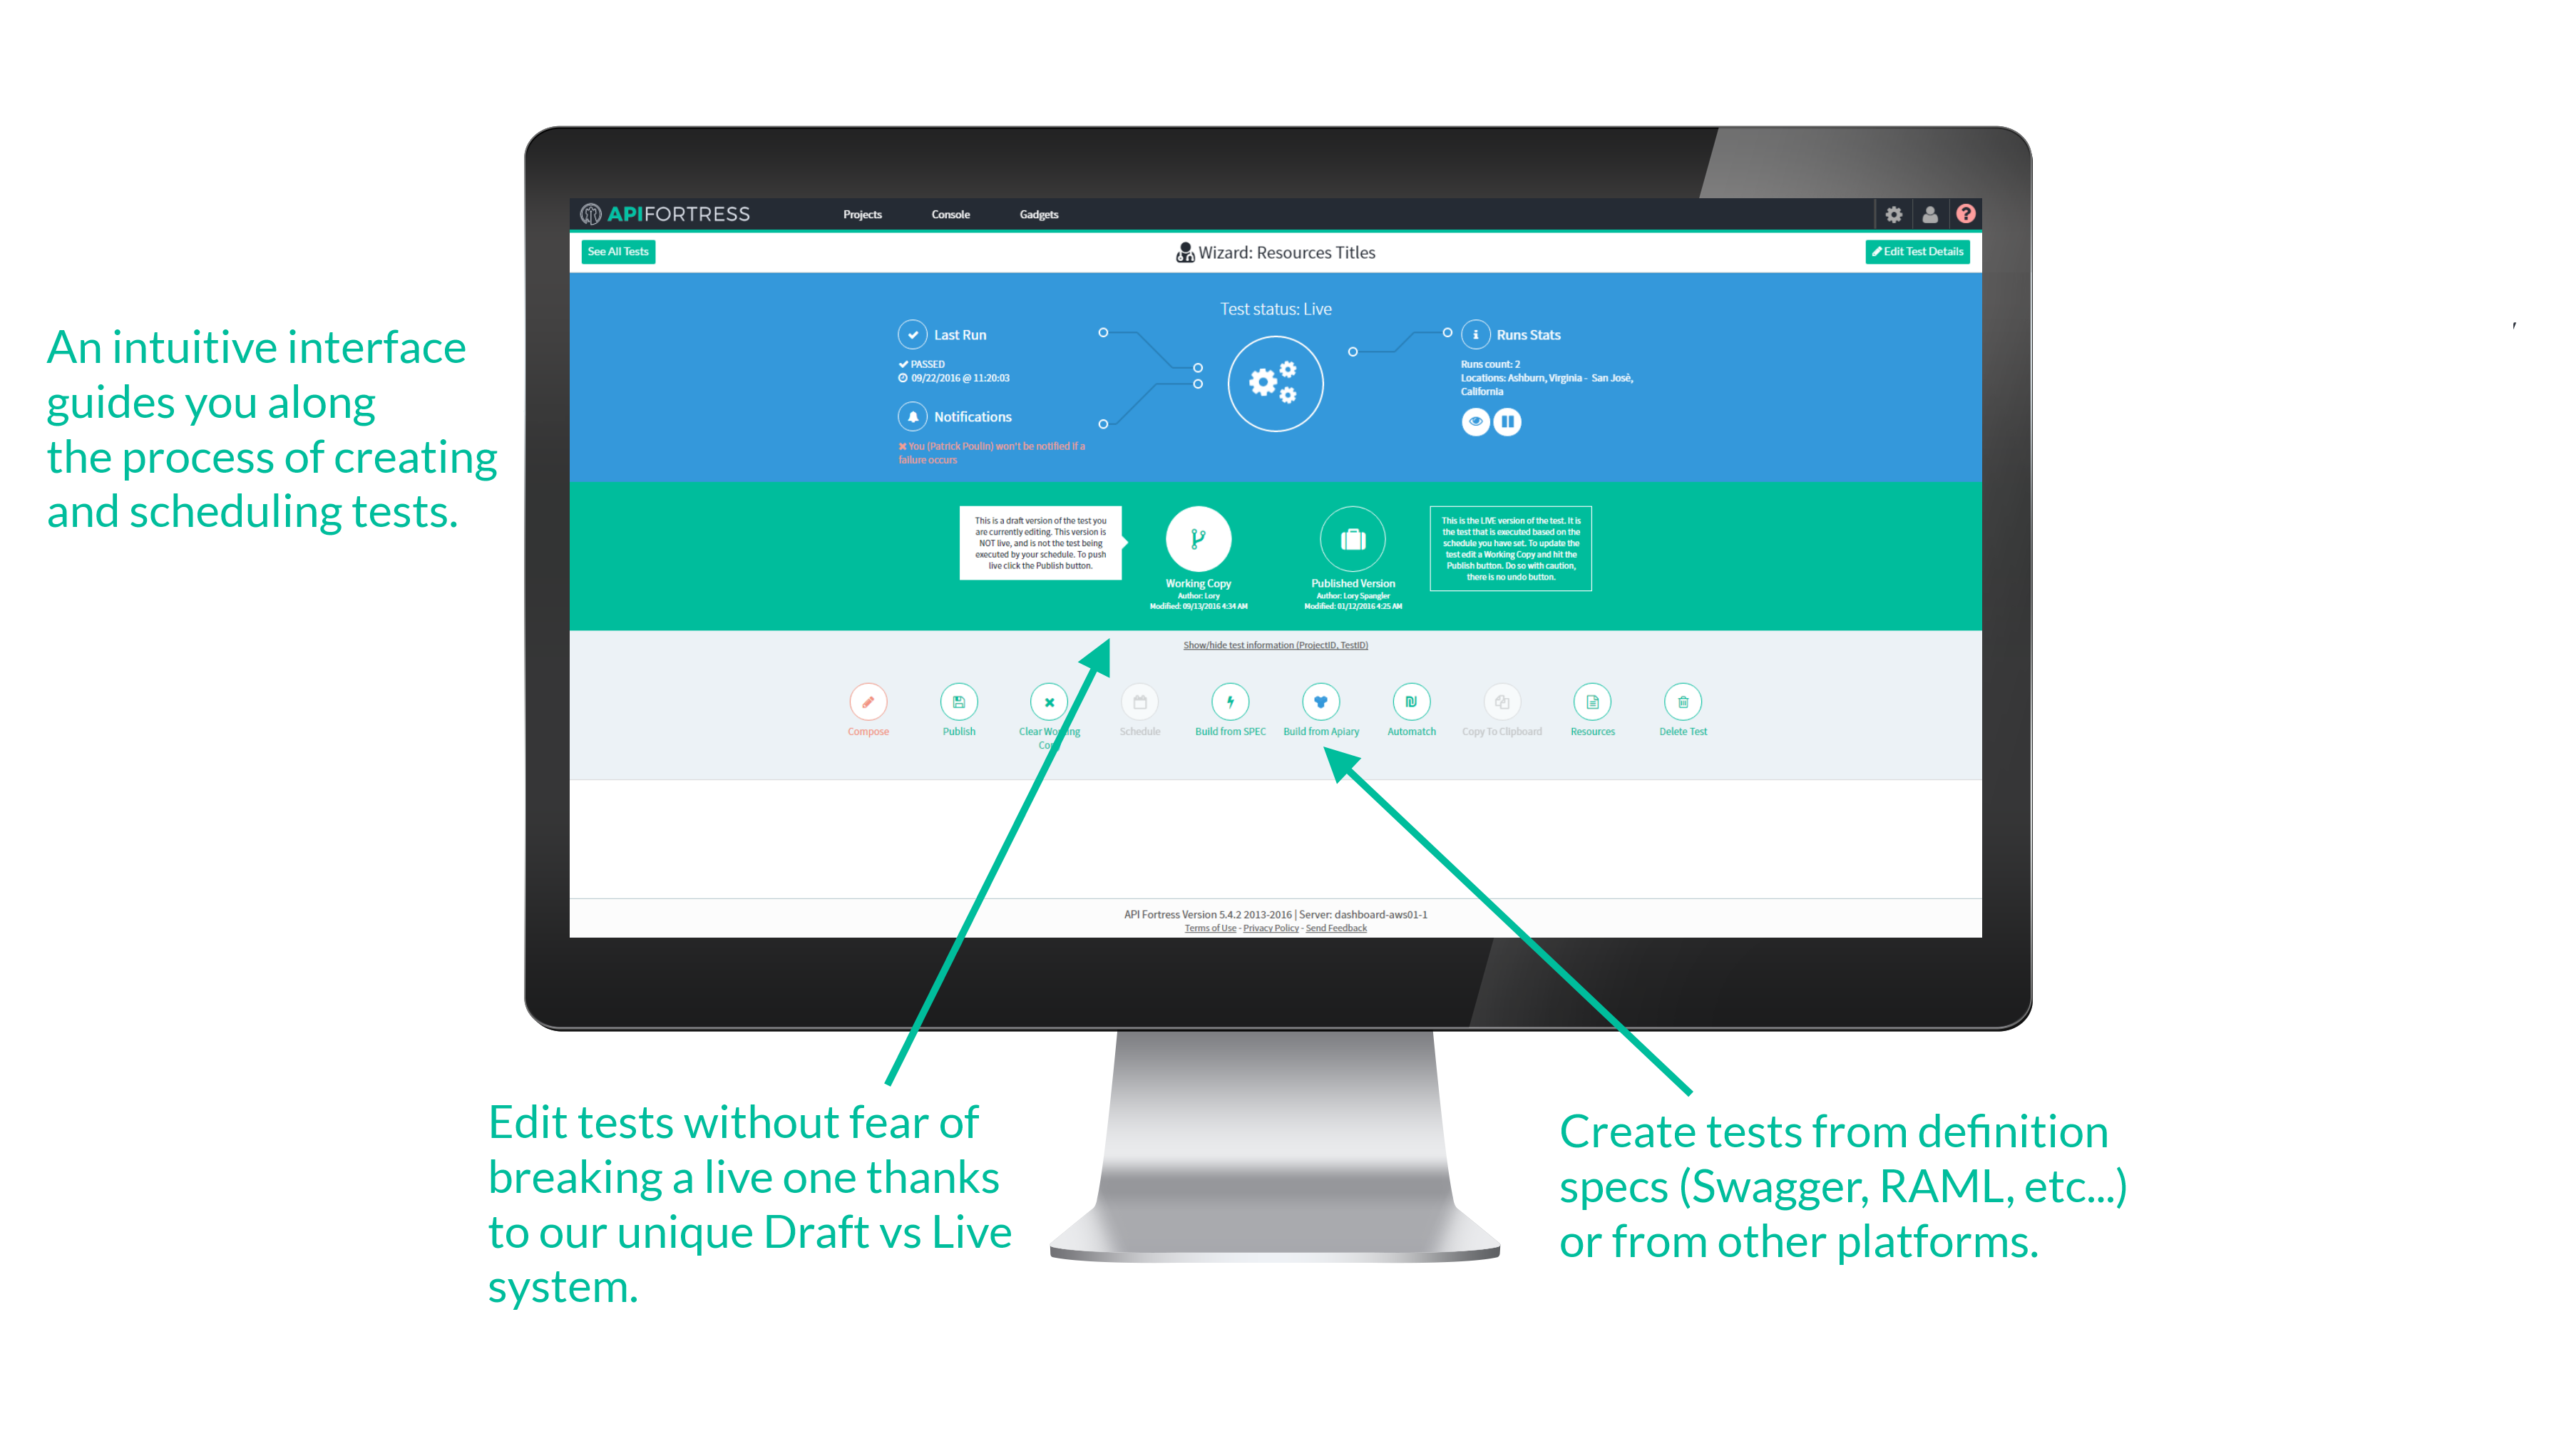 APIFORTRESS
Projects
Console
Gadgets
?
See All Tests
Wizard: Resources Titles
Edit Test Details
An intuitive interface
guides you along
the process of creating
and scheduling tests.
Test status: Live
Last Run
PASSED
09/22/2016 @ 11:20:03
Notifications
You (Patrick Poulin) won't be notified if a
failure occurs
Runs Stats
Runs count: 2
Locations: Ashburn, Virginia - San Josè,
California
This is a draft version of the test you
are currently editing. This version is
NOT live, and is not the test being
executed by your schedule. To push
live click the Publish button.
Working Copy
Author: Lory
Modified: 09/13/2016 4:34 AM
Published Version
Author: Lory Spangler
Modified: 01/12/2016 4:25 AM
This is the LIVE version of the test. It is
the test that is executed based on the
schedule you have set. To update the
test edit a Working Copy and hit the
Publish button. Do so with caution,
there is no undo button.
Show/hide test information (ProjectID, TestID)
Compose
Publish
Clear Working
Copy
Schedule
Build from SPEC
Build from Apiary
Automatch
Copy To Clipboard
Resources
Delete Test
API Fortress Version 5.4.2 2013-2016 | Server: dashboard-aws01-1
Terms of Use - Privacy Policy - Send Feedback
Edit tests without fear of
breaking a live one thanks
to our unique Draft vs Live
system.
Create tests from definition
specs (Swagger, RAML, etc...)
or from other platforms.